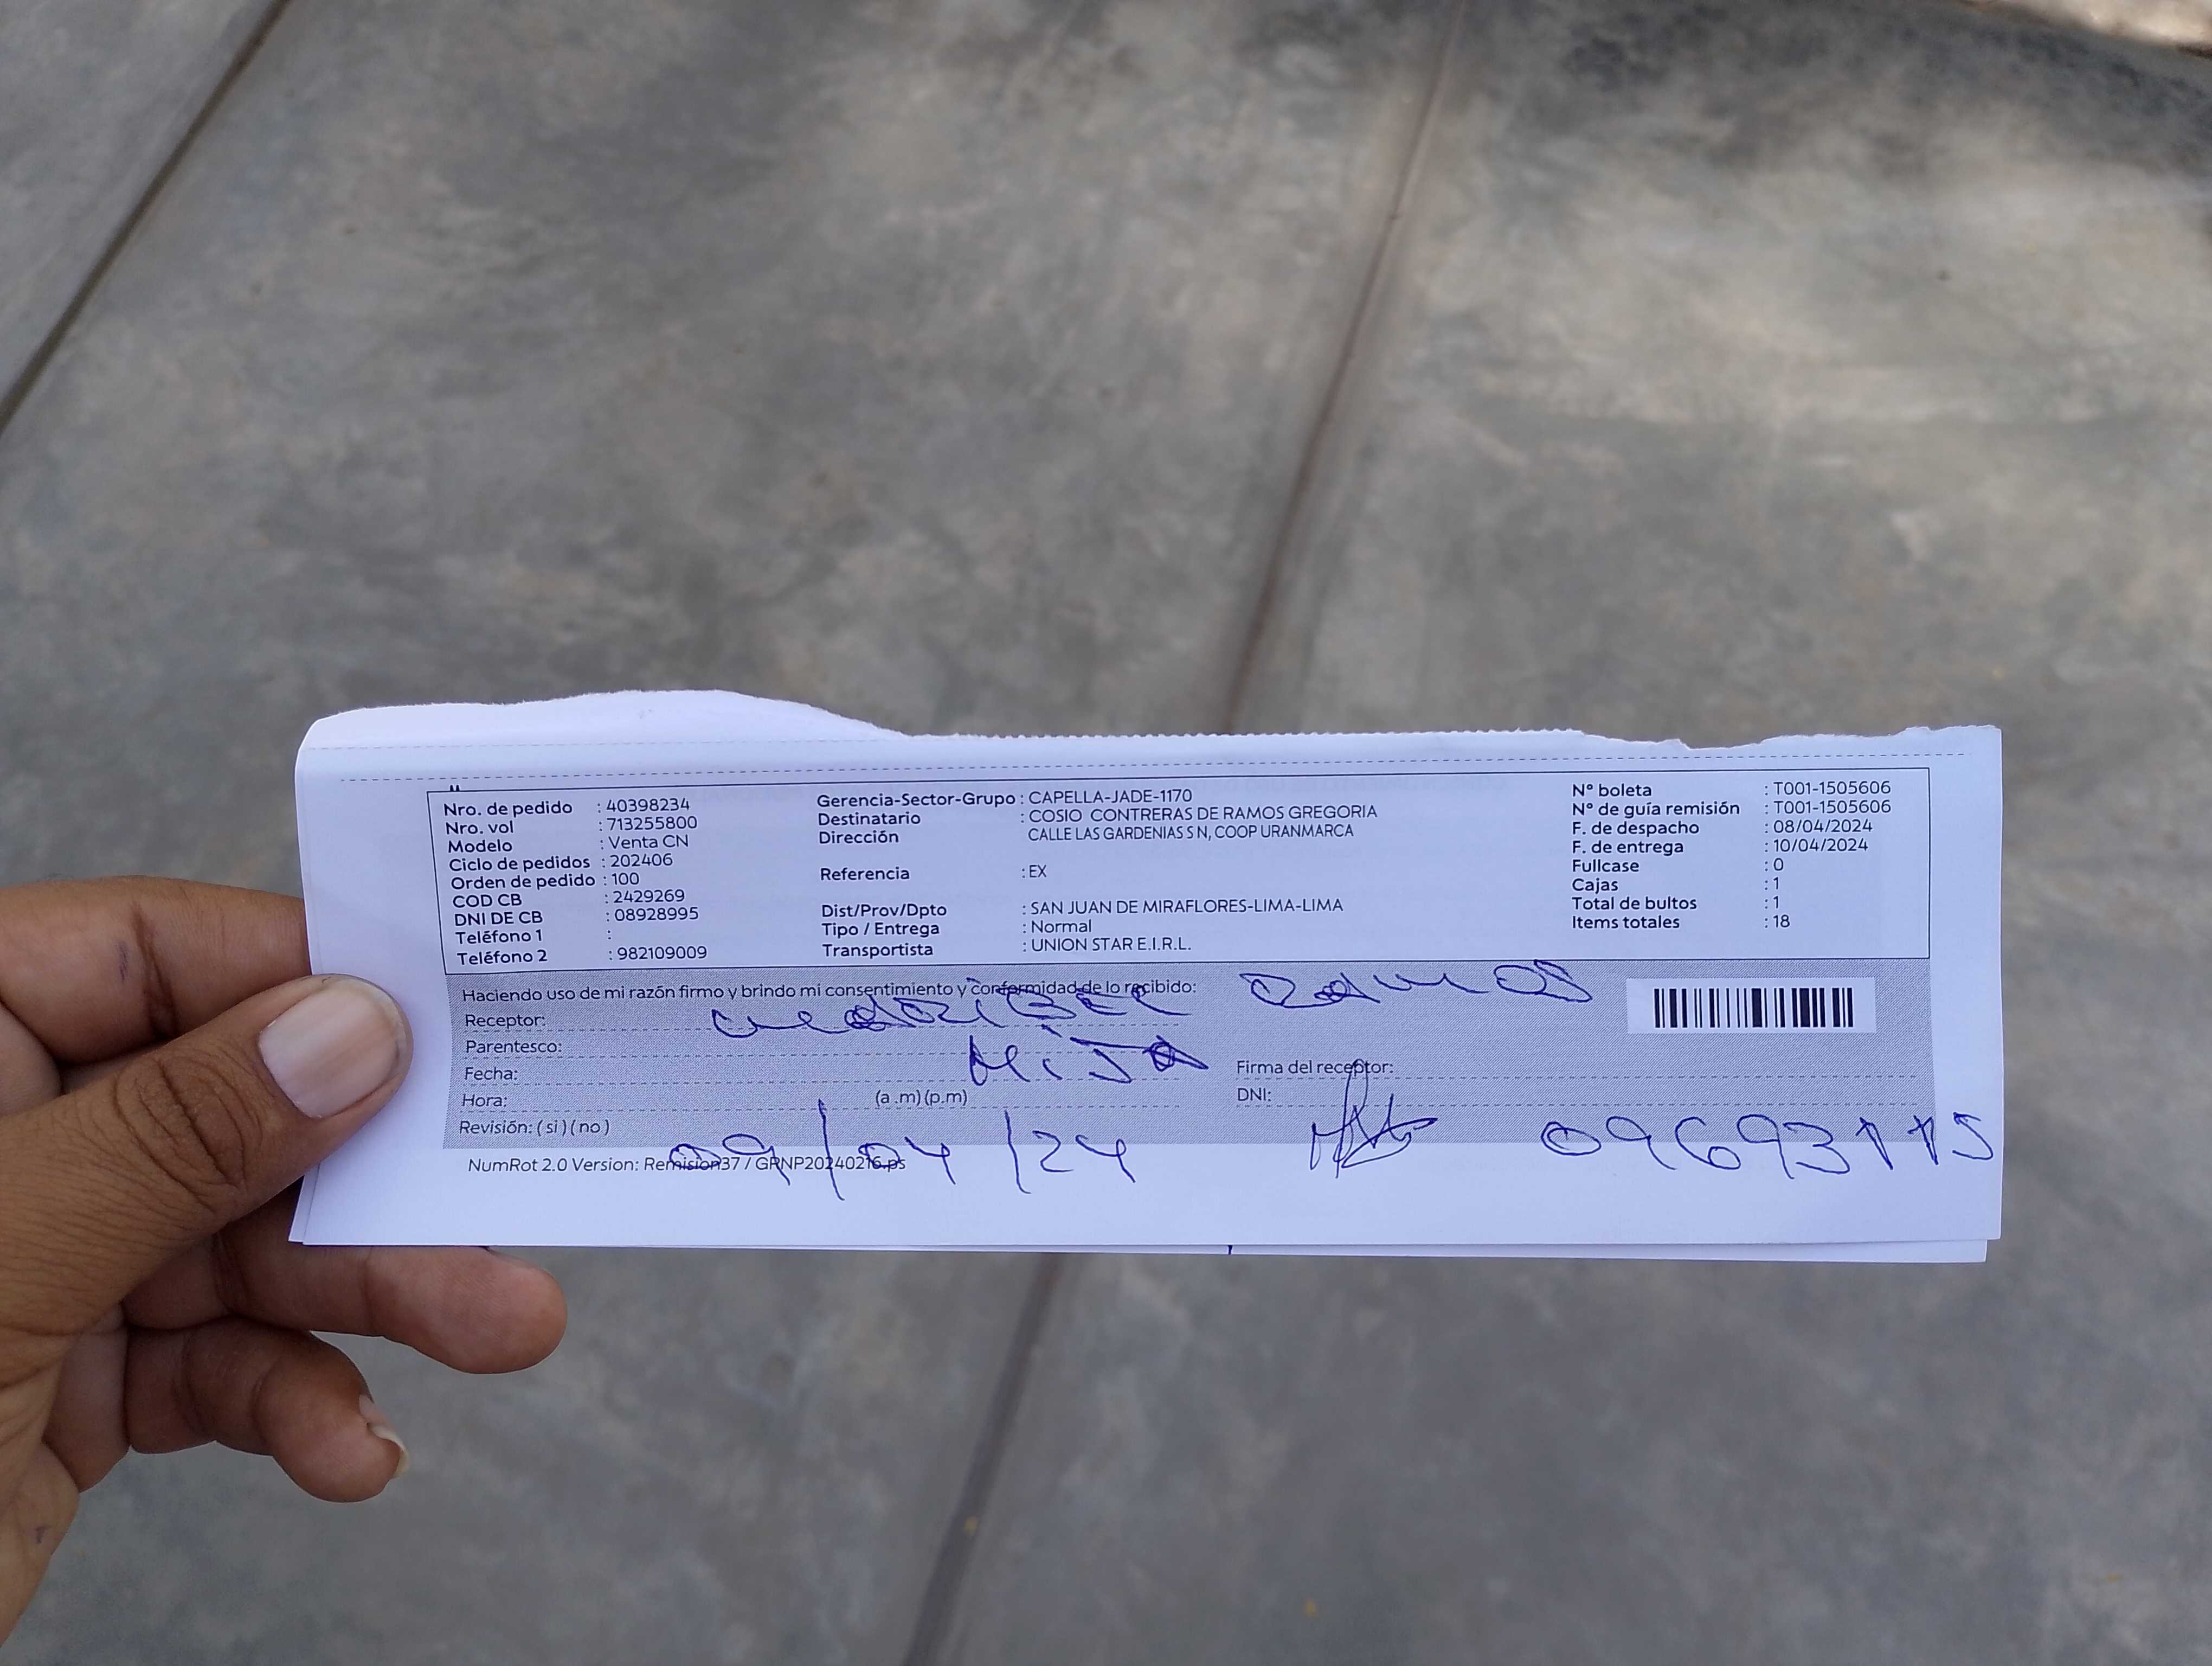 Nro. de pedido : 40398234
Nro. vol : 713255800
Modelo : Venta CN
Ciclo de pedidos : 202406
Orden de pedido : 100
COD CB : 2429269
DNI DE CB : 08928995
Teléfono 1 :
Teléfono 2 : 982109009
Gerencia-Sector-Grupo : CAPELLA-JADE-1170
Destinatario : COSIO CONTRERAS DE RAMOS GREGORIA
Dirección CALLE LAS GARDENIAS S N, COOP URANMARCA
Referencia : EX
Dist/Prov/Dpto : SAN JUAN DE MIRAFLORES-LIMA-LIMA
Tipo / Entrega : Normal
Transportista : UNION STAR E.I.R.L.
N° boleta : T001-1505606
N° de guía remisión : T001-1505606
F. de despacho : 08/04/2024
F. de entrega : 10/04/2024
Fullcase : 0
Cajas : 1
Total de bultos : 1
Items totales : 18
Haciendo uso de mi razón firmo y brindo mi consentimiento y conformidad de lo recibido:
Receptor: Ramos
Parentesco: HiJA
Fecha:
Hora: (a .m) (p.m)
Revisión: ( si ) ( no )
09/04/24
Firma del receptor:
DNI:
09693115
NumRot 2.0 Version: Remision37 / GRNP20240216.ps